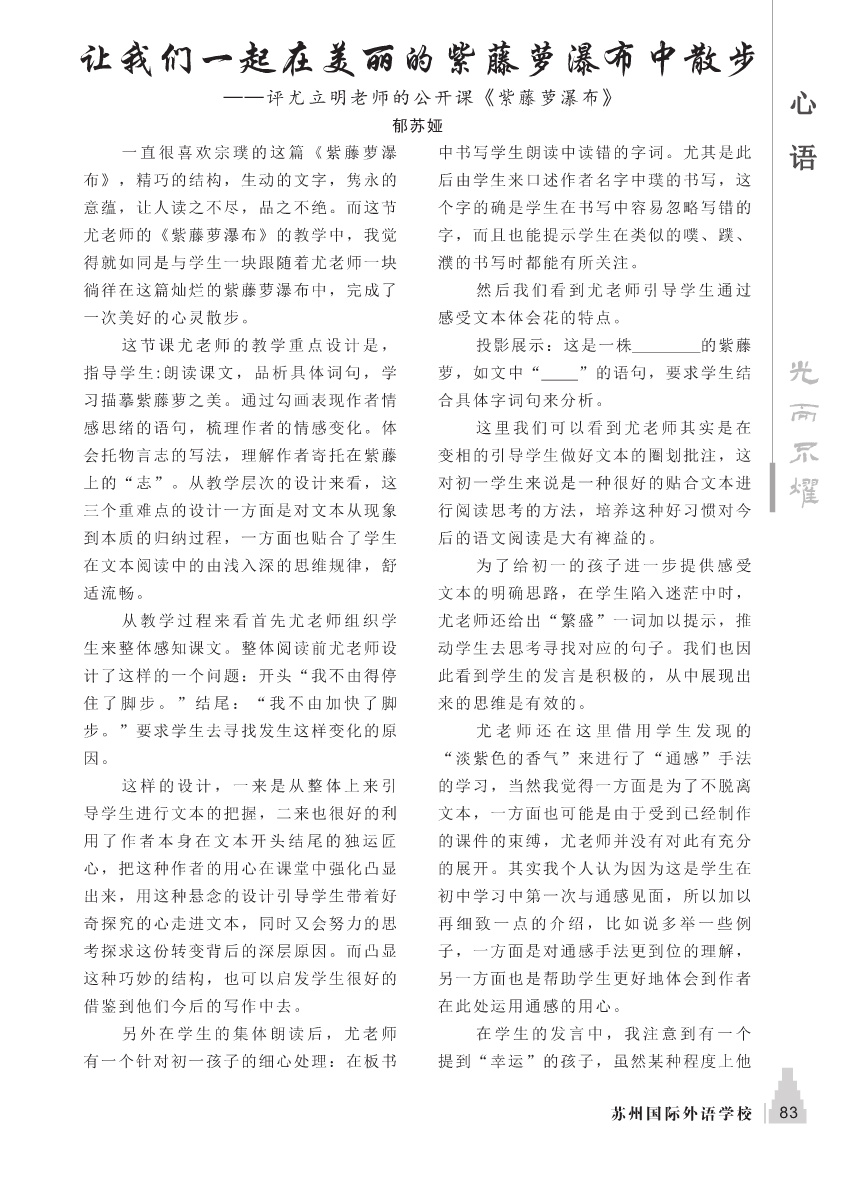 让我们一起在美丽的紫藤萝瀑布中散步
——评尤立明老师的公开课《紫藤萝瀑布》
郁苏娅
一直很喜欢宗璞的这篇《紫藤萝瀑
布》，精巧的结构，生动的文字，隽永的
意蕴，让人读之不尽，品之不绝。而这节
尤老师的《紫藤萝瀑布》的教学中，我觉
得就如同是与学生一块跟随着尤老师一块
徜徉在这篇灿烂的紫藤萝瀑布中，完成了
一次美好的心灵散步。
这节课尤老师的教学重点设计是，
指导学生:朗读课文，品析具体词句，学
习描摹紫藤萝之美。通过勾画表现作者情
感思绪的语句，梳理作者的情感变化。体
会托物言志的写法，理解作者寄托在紫藤
上的“志”。从教学层次的设计来看，这
三个重难点的设计一方面是对文本从现象
到本质的归纳过程，一方面也贴合了学生
在文本阅读中的由浅入深的思维规律，舒
适流畅。
从教学过程来看首先尤老师组织学
生来整体感知课文。整体阅读前尤老师设
计了这样的一个问题：开头“我不由得停
住了脚步。”结尾：“我不由加快了脚
步。”要求学生去寻找发生这样变化的原
因。
这样的设计，一来是从整体上来引
导学生进行文本的把握，二来也很好的利
用了作者本身在文本开头结尾的独运匠
心，把这种作者的用心在课堂中强化凸显
出来，用这种悬念的设计引导学生带着好
奇探究的心走进文本，同时又会努力的思
考探求这份转变背后的深层原因。而凸显
这种巧妙的结构，也可以启发学生很好的
借鉴到他们今后的写作中去。
另外在学生的集体朗读后，尤老师
有一个针对初一孩子的细心处理：在板书
中书写学生朗读中读错的字词。尤其是此
后由学生来口述作者名字中璞的书写，这
个字的确是学生在书写中容易忽略写错的
字，而且也能提示学生在类似的噗、蹼、
濮的书写时都能有所关注。
然后我们看到尤老师引导学生通过
感受文本体会花的特点。
投影展示：这是一株________的紫藤
萝，如文中“____”的语句，要求学生结
合具体字词句来分析。
这里我们可以看到尤老师其实是在
变相的引导学生做好文本的圈划批注，这
对初一学生来说是一种很好的贴合文本进
行阅读思考的方法，培养这种好习惯对今
后的语文阅读是大有裨益的。
为了给初一的孩子进一步提供感受
文本的明确思路，在学生陷入迷茫中时，
尤老师还给出“繁盛”一词加以提示，推
动学生去思考寻找对应的句子。我们也因
此看到学生的发言是积极的，从中展现出
来的思维是有效的。
尤老师还在这里借用学生发现的
“淡紫色的香气”来进行了“通感”手法
的学习，当然我觉得一方面是为了不脱离
文本，一方面也可能是由于受到已经制作
的课件的束缚，尤老师并没有对此有充分
的展开。其实我个人认为因为这是学生在
初中学习中第一次与通感见面，所以加以
再细致一点的介绍，比如说多举一些例
子，一方面是对通感手法更到位的理解，
另一方面也是帮助学生更好地体会到作者
在此处运用通感的用心。
在学生的发言中，我注意到有一个
提到“幸运”的孩子，虽然某种程度上他
心
语
光
而
不
耀
苏州国际外语学校 83